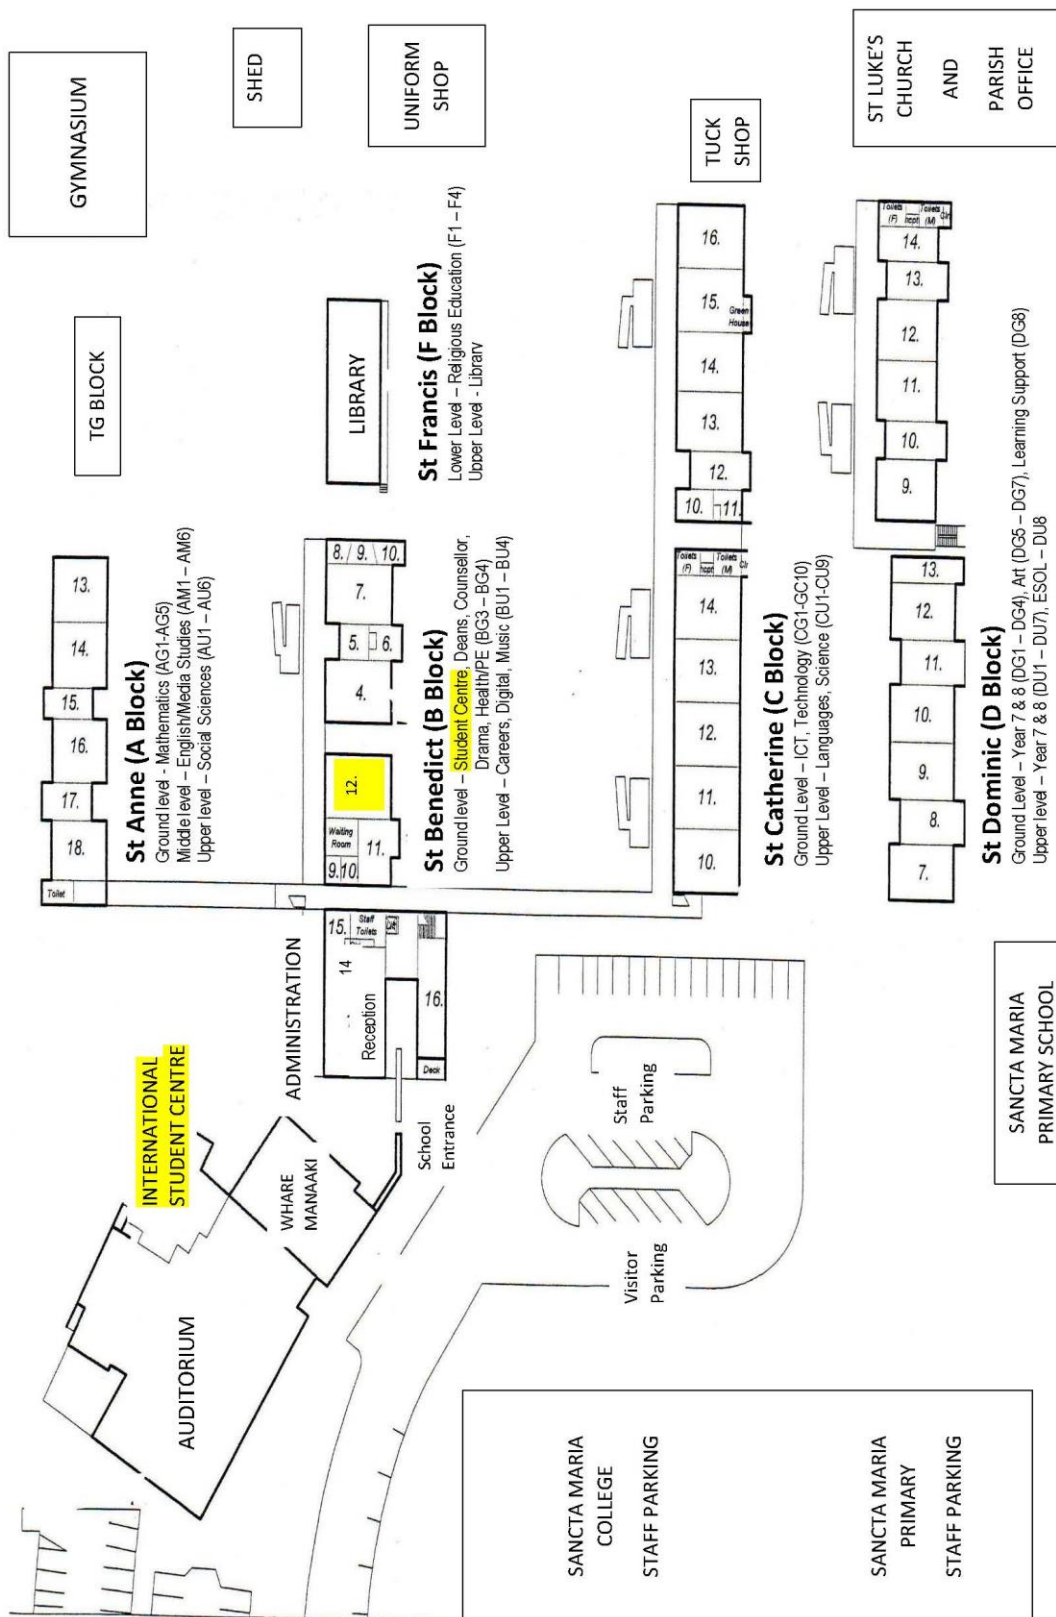 GYMNASIUM
TG BLOCK
13.
14.
15.
16.
17.
18.
Toilet
St Anne (A Block)
Ground level - Mathematics (AG1-AG5)
Middle level – English/Media Studies (AM1 – AM6)
Upper level – Social Sciences (AU1 – AU6)
INTERNATIONAL
STUDENT CENTRE
AUDITORIUM
WHARE
MANAAKI
ADMINISTRATION
SHED
UNIFORM
SHOP
LIBRARY
St Francis (F Block)
Lower Level – Religious Education (F1 – F4)
Upper Level - Library
8. / 9. \ 10.
7.
5.
6.
4.
12.
Waiting
Room
11.
9.
10.
St Benedict (B Block)
Ground level – Student Centre, Deans, Counsellor,
Drama, Health/PE (BG3 – BG4)
Upper Level – Careers, Digital, Music (BU1 – BU4)
15.
Staff
Toilets
14
Reception
16.
Deck
School
Entrance
Visitor
Parking
Staff
Parking
TUCK
SHOP
16.
15.
Green
House
14.
13.
12.
10.
11.
Toilets
(F)
hcpt
Toilets
(M)
Clr
14.
13.
12.
11.
10.
St Catherine (C Block)
Ground Level – ICT, Technology (CG1-GC10)
Upper Level – Languages, Science (CU1-CU9)
ST LUKE'S
CHURCH
AND
PARISH
OFFICE
Toilets
(F)
hcpt
Toilets
(M)
Clr
14.
13.
12.
11.
10.
9.
13.
12.
11.
10.
9.
8.
7.
St Dominic (D Block)
Ground Level – Year 7 & 8 (DG1 – DG4), Art (DG5 – DG7), Learning Support (DG8)
Upper level – Year 7 & 8 (DU1 – DU7), ESOL – DU8
SANCTA MARIA
PRIMARY SCHOOL
SANCTA MARIA
COLLEGE
STAFF PARKING
SANCTA MARIA
PRIMARY
STAFF PARKING